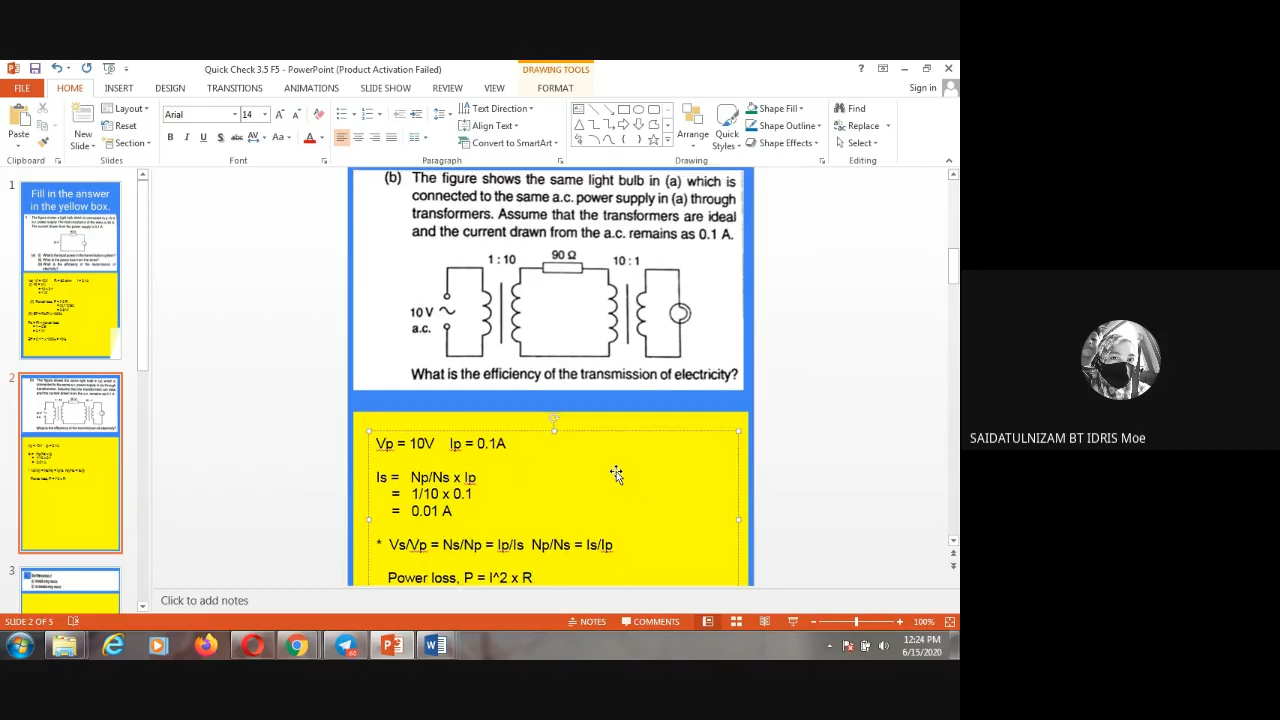 Quick Check 3.5 F5 - PowerPoint (Product Activation Failed)
DRAWING TOOLS
FILE HOME INSERT DESIGN TRANSITIONS ANIMATIONS SLIDE SHOW REVIEW VIEW FORMAT
Sign in
Paste
Clipboard
New
Slide
Layout
Reset
Section
Slides
Arial
14
B I U S abc AV Aa A
Font
Text Direction
Align Text
Convert to SmartArt
Paragraph
Arrange
Quick
Styles
Shape Fill
Shape Outline
Shape Effects
Drawing
Find
Replace
Select
Editing
1
Fill in the answer
in the yellow box.
2
3
(b) The figure shows the same light bulb in (a) which is
connected to the same a.c. power supply in (a) through
transformers. Assume that the transformers are ideal
and the current drawn from the a.c. remains as 0.1 A.
1 : 10
90 Ω
10 : 1
10 V
a.c.
What is the efficiency of the transmission of electricity?
Vp = 10V Ip = 0.1A
Is = Np/Ns x Ip
= 1/10 x 0.1
= 0.01 A
* Vs/Vp = Ns/Np = Ip/Is Np/Ns = Is/Ip
Power loss, P = I^2 x R
Click to add notes
SLIDE 2 OF 5
NOTES
COMMENTS
100%
12:24 PM
6/15/2020
SAIDATULNIZAM BT IDRIS Moe